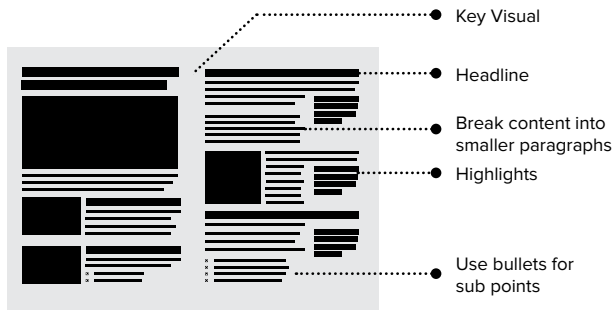 Key Visual
Headline
Break content into
smaller paragraphs
Highlights
Use bullets for
sub points